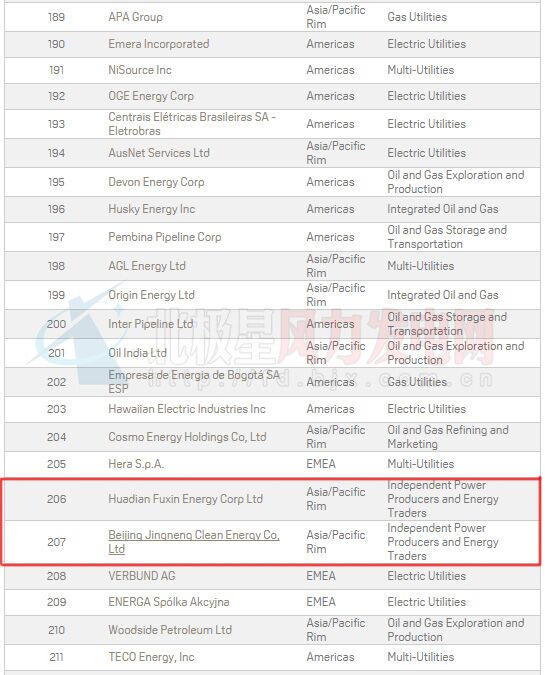 189 APA Group Asia/Pacific Rim Gas Utilities
190 Emera Incorporated Americas Electric Utilities
191 NiSource Inc Americas Multi-Utilities
192 OGE Energy Corp Americas Electric Utilities
193 Centrais Elétricas Brasileiras SA - Eletrobras Americas Electric Utilities
194 AusNet Services Ltd Asia/Pacific Rim Electric Utilities
195 Devon Energy Corp Americas Oil and Gas Exploration and Production
196 Husky Energy Inc Americas Integrated Oil and Gas
197 Pembina Pipeline Corp Americas Oil and Gas Storage and Transportation
198 AGL Energy Ltd Asia/Pacific Rim Multi-Utilities
199 Origin Energy Ltd Asia/Pacific Rim Integrated Oil and Gas
200 Inter Pipeline Ltd Americas Oil and Gas Storage and Transportation
201 Oil India Ltd Asia/Pacific Rim Oil and Gas Exploration and Production
202 Empresa de Energia de Bogotá SA ESP Americas Gas Utilities
203 Hawaiian Electric Industries Inc Americas Electric Utilities
204 Cosmo Energy Holdings Co, Ltd Asia/Pacific Rim Oil and Gas Refining and Marketing
205 Hera S.p.A. EMEA Multi-Utilities
206 Huadian Fuxin Energy Corp Ltd Asia/Pacific Rim Independent Power Producers and Energy Traders
207 Beijing Jingneng Clean Energy Co, Ltd Asia/Pacific Rim Independent Power Producers and Energy Traders
208 VERBUND AG EMEA Electric Utilities
209 ENERGA Spólka Akcyjna EMEA Electric Utilities
210 Woodside Petroleum Ltd Asia/Pacific Rim Oil and Gas Exploration and Production
211 TECO Energy, Inc Americas Multi-Utilities
北极星风力发电网
http://fd.bjx.com.cn